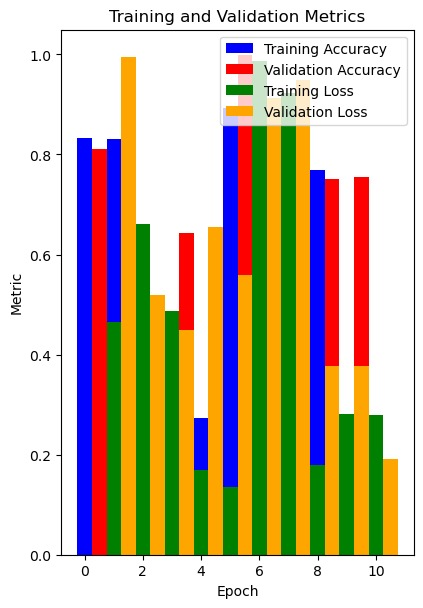 Training and Validation Metrics
Training Accuracy
Validation Accuracy
Training Loss
Validation Loss
1.0
0.8
0.6
0.4
0.2
0.0
Metric
0 2 4 6 8 10
Epoch